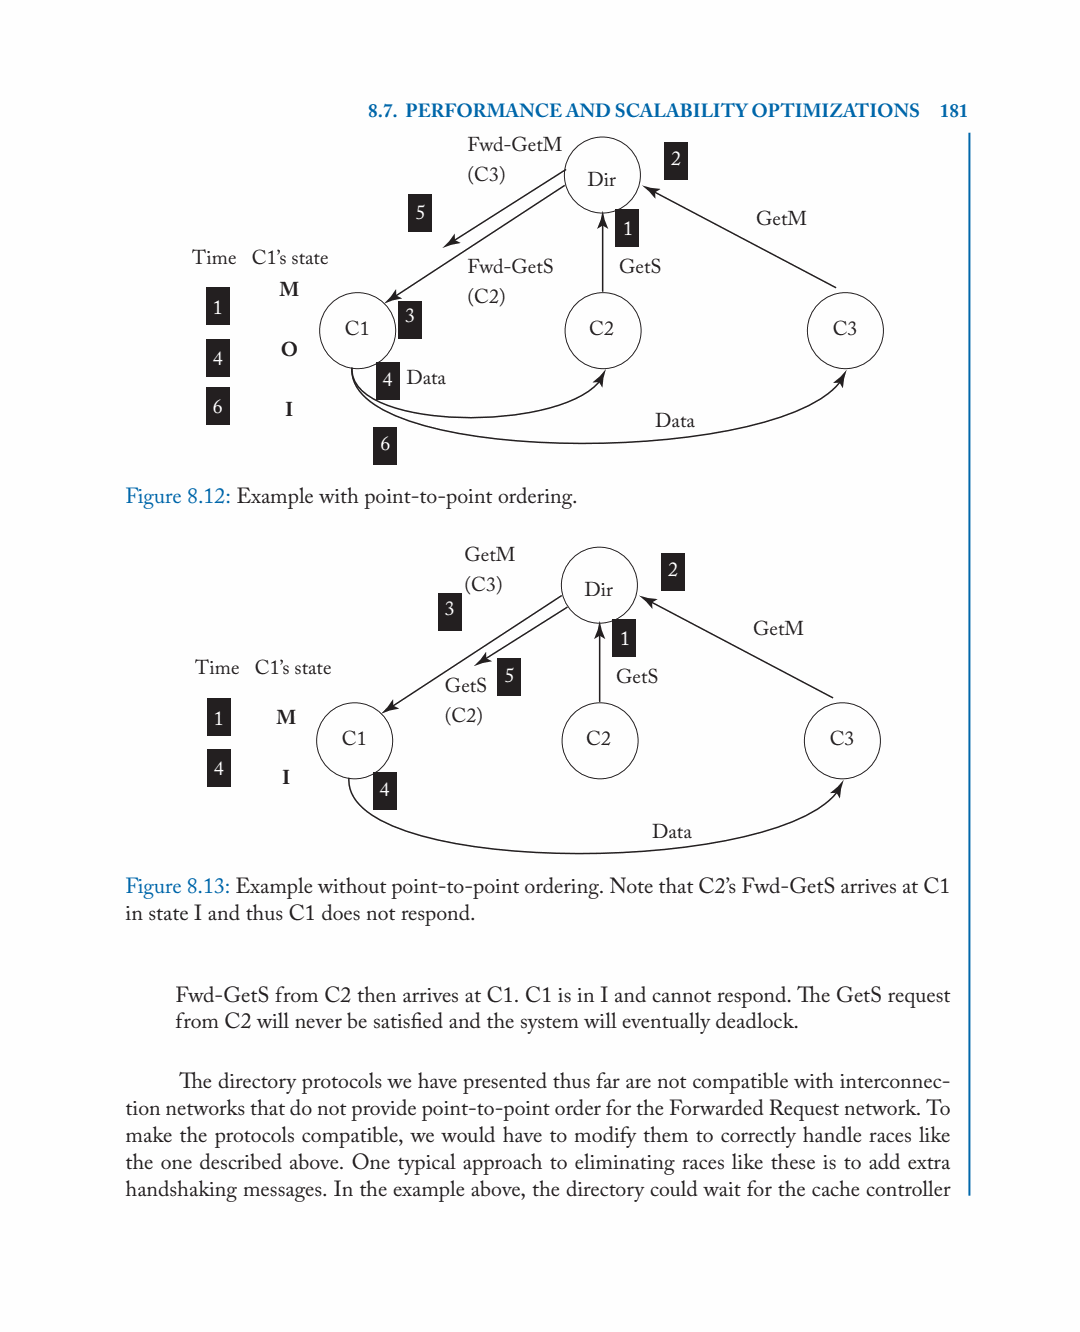 8.7. PERFORMANCE AND SCALABILITY OPTIMIZATIONS 181
Fwd-GetM
(C3)
Dir
2
5
1
GetM
Time C1's state
Fwd-GetS
(C2)
GetS
M
1
C1
3
C2
C3
4
O
4 Data
6
I
Data
6
Figure 8.12: Example with point-to-point ordering.
GetM
(C3)
Dir
2
3
1
GetM
Time C1's state
GetS
(C2)
5
GetS
1
M
C1
C2
C3
4
I
4
Data
Figure 8.13: Example without point-to-point ordering. Note that C2's Fwd-GetS arrives at C1
in state I and thus C1 does not respond.
Fwd-GetS from C2 then arrives at C1. C1 is in I and cannot respond. The GetS request
from C2 will never be satisfied and the system will eventually deadlock.
The directory protocols we have presented thus far are not compatible with interconnec-
tion networks that do not provide point-to-point order for the Forwarded Request network. To
make the protocols compatible, we would have to modify them to correctly handle races like
the one described above. One typical approach to eliminating races like these is to add extra
handshaking messages. In the example above, the directory could wait for the cache controller